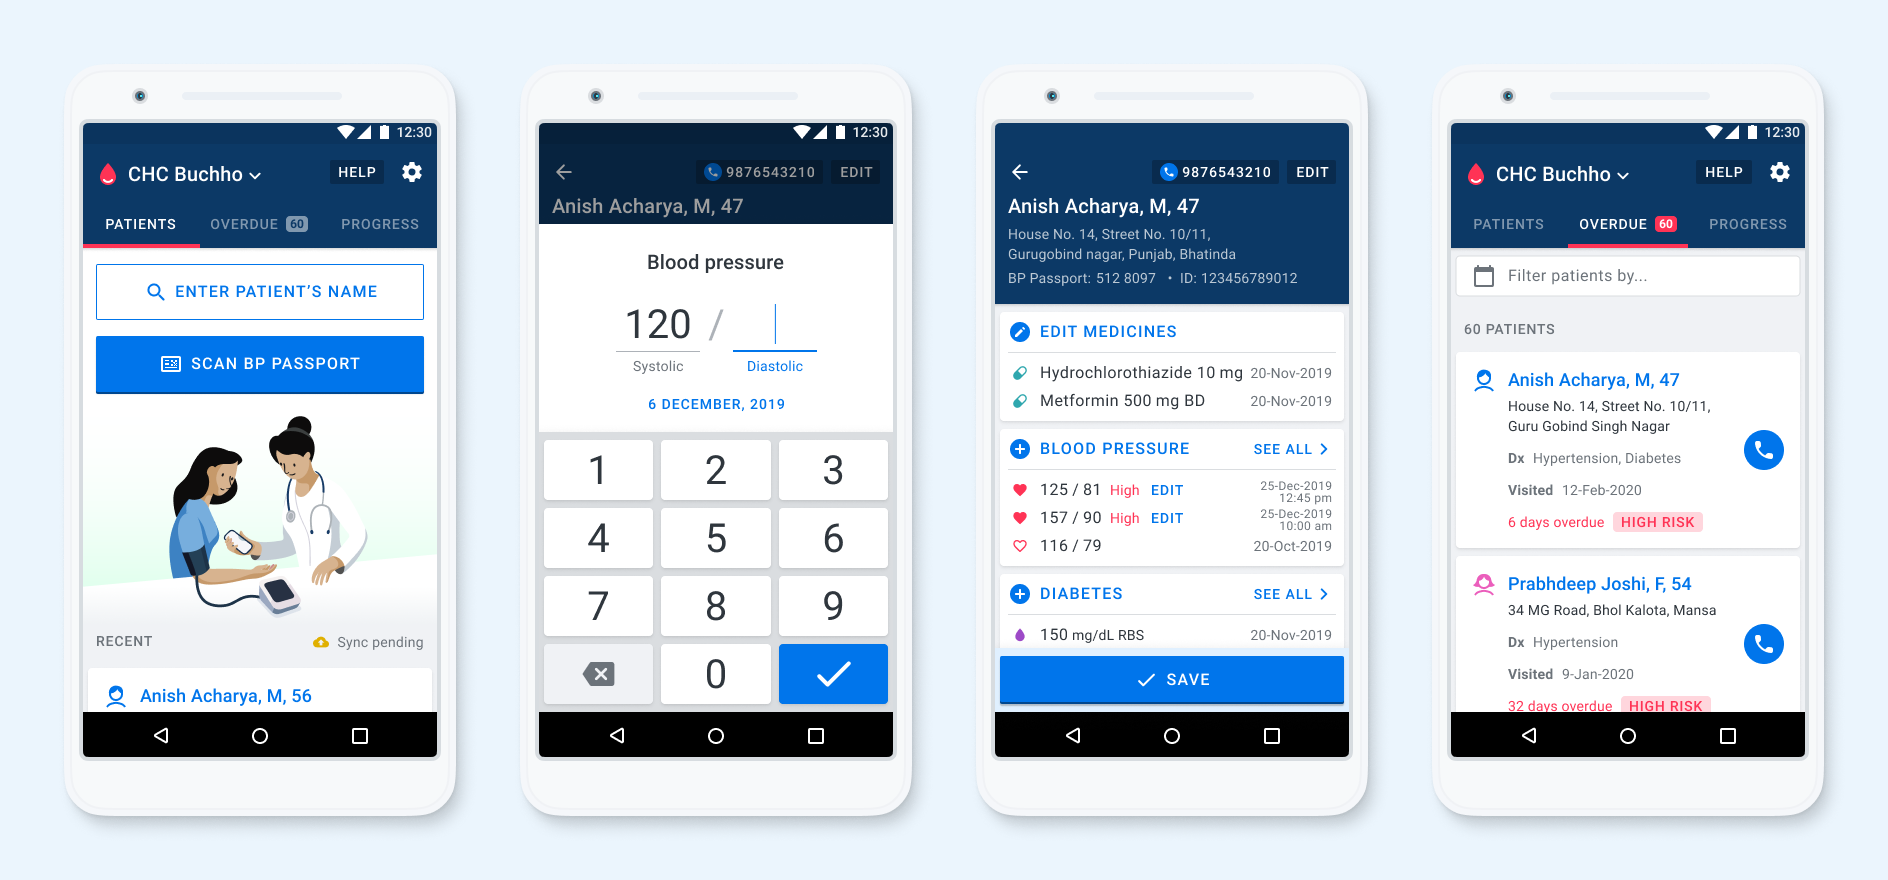 12:30
CHC Buchho
HELP
PATIENTS
OVERDUE 60
PROGRESS
ENTER PATIENT’S NAME
SCAN BP PASSPORT
RECENT
Sync pending
Anish Acharya, M, 56
12:30
9876543210
EDIT
Anish Acharya, M, 47
Blood pressure
120 /
Systolic
Diastolic
6 DECEMBER, 2019
1 2 3
4 5 6
7 8 9
0
12:30
9876543210
EDIT
Anish Acharya, M, 47
House No. 14, Street No. 10/11,
Gurugobind nagar, Punjab, Bhatinda
BP Passport: 512 8097 • ID: 123456789012
EDIT MEDICINES
Hydrochlorothiazide 10 mg 20-Nov-2019
Metformin 500 mg BD 20-Nov-2019
BLOOD PRESSURE
SEE ALL
125 / 81 High EDIT 25-Dec-2019
12:45 pm
157 / 90 High EDIT 25-Dec-2019
10:00 am
116 / 79 20-Oct-2019
DIABETES
SEE ALL
150 mg/dL RBS 20-Nov-2019
SAVE
12:30
CHC Buchho
HELP
PATIENTS
OVERDUE 60
PROGRESS
Filter patients by...
60 PATIENTS
Anish Acharya, M, 47
House No. 14, Street No. 10/11,
Guru Gobind Singh Nagar
Dx Hypertension, Diabetes
Visited 12-Feb-2020
6 days overdue HIGH RISK
Prabhdeep Joshi, F, 54
34 MG Road, Bhol Kalota, Mansa
Dx Hypertension
Visited 9-Jan-2020
32 days overdue HIGH RISK